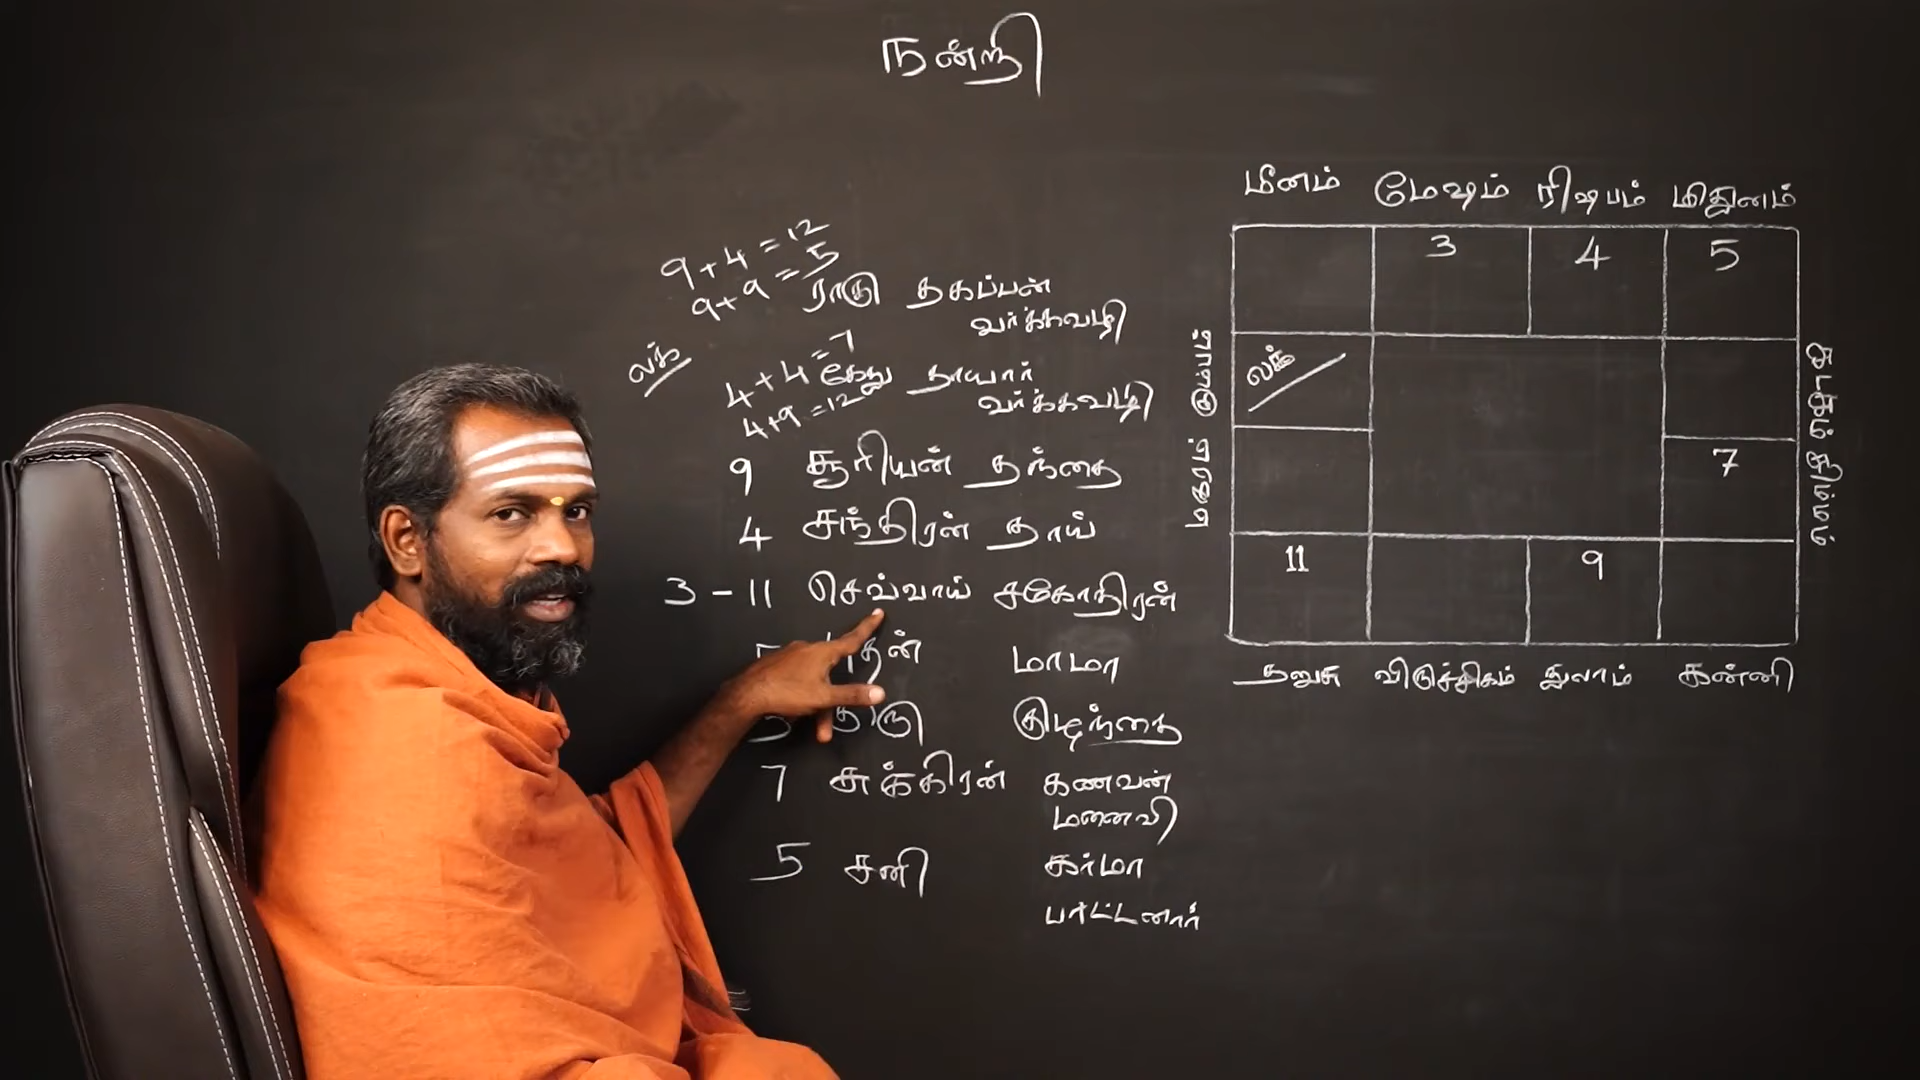 நன்றி
9+4=12
9+9=5
ராகு தகப்பன்
வர்க்கவழி
லக்
4+4=7
கேது தாயார்
4+9=12
வர்க்கவழி
9 சூரியன் தந்தை
4 சந்திரன் தாய்
3-11 செவ்வாய் சகோதிரன்
மாமா
குழந்தை
7 சுக்கிரன் கணவன்
மனைவி
5 சனி கர்மா
பாட்டனார்
மீனம் மேஷம் ரிஷபம் மிதுனம்
3 4 5
கும்பம்
லக்
கடகம்
மகரம்
7
சிம்மம்
11 9
தனுசு விருச்சிகம் துலாம் கன்னி